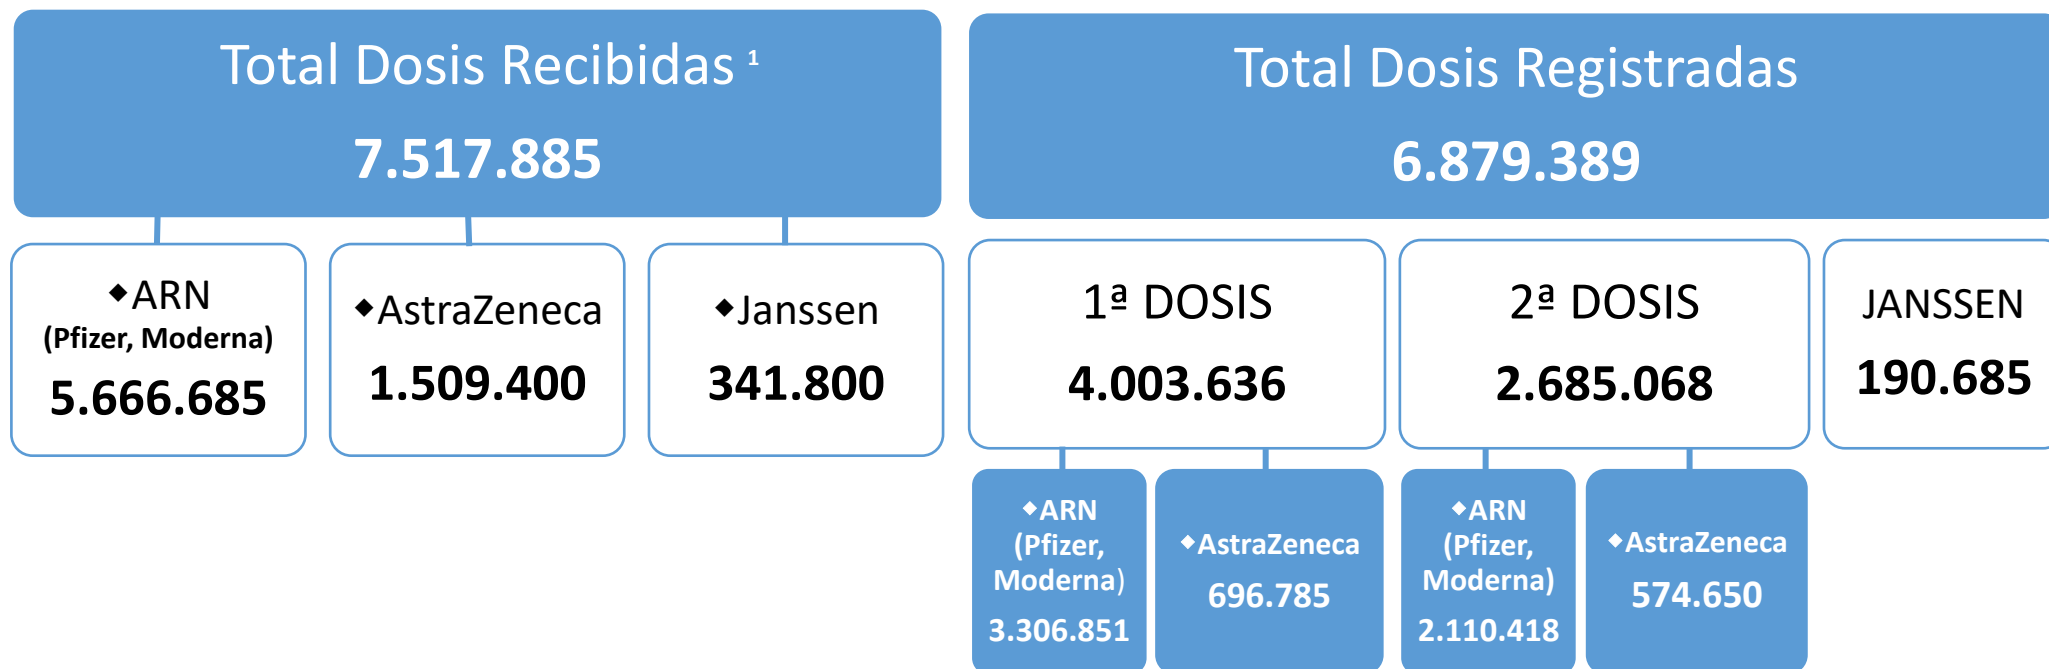 Total Dosis Recibidas ¹
7.517.885
◆ARN
(Pfizer, Moderna)
5.666.685
◆AstraZeneca
1.509.400
◆Janssen
341.800
Total Dosis Registradas
6.879.389
1ª DOSIS
4.003.636
◆ARN
(Pfizer,
Moderna)
3.306.851
◆AstraZeneca
696.785
2ª DOSIS
2.685.068
◆ARN
(Pfizer,
Moderna)
2.110.418
◆AstraZeneca
574.650
JANSSEN
190.685